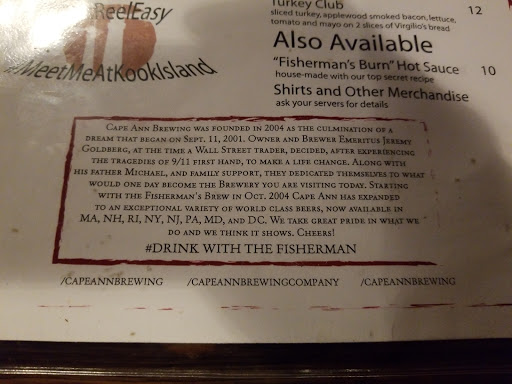 ReelEasy
#MeetMeAtKookIsland
Turkey Club 12
sliced turkey, applewood smoked bacon, lettuce,
tomato and mayo on 2 slices of Virgilio's bread
Also Available
"Fisherman's Burn" Hot Sauce 10
house-made with our top secret recipe
Shirts and Other Merchandise
ask your servers for details
Cape Ann Brewing was founded in 2004 as the culmination of a
dream that began on Sept. 11, 2001. Owner and Brewer Emeritus Jeremy
Goldberg, at the time a Wall Street trader, decided, after experiencing
the tragedies of 9/11 first hand, to make a life change. Along with
his father Michael, and family support, they dedicated themselves to what
would one day become the Brewery you are visiting today. Starting
with the Fisherman's Brew in Oct. 2004 Cape Ann has expanded
to an exceptional variety of world class beers, now available in
MA, NH, RI, NY, NJ, PA, MD, and DC. We take great pride in what we
do and we think it shows. Cheers!
#DRINK WITH THE FISHERMAN
/CAPEANNBREWING /CAPEANNBREWINGCOMPANY /CAPEANNBREWING